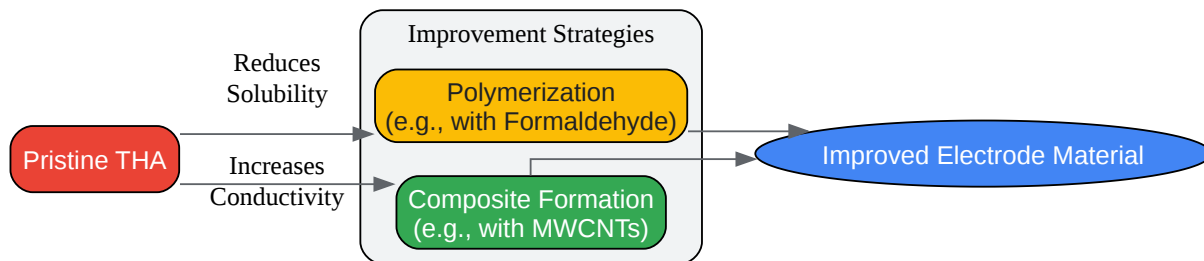 Improvement Strategies
Reduces
Solubility
Polymerization
(e.g., with Formaldehyde)
Pristine THA
Improved Electrode Material
Increases
Conductivity
Composite Formation
(e.g., with MWCNTs)